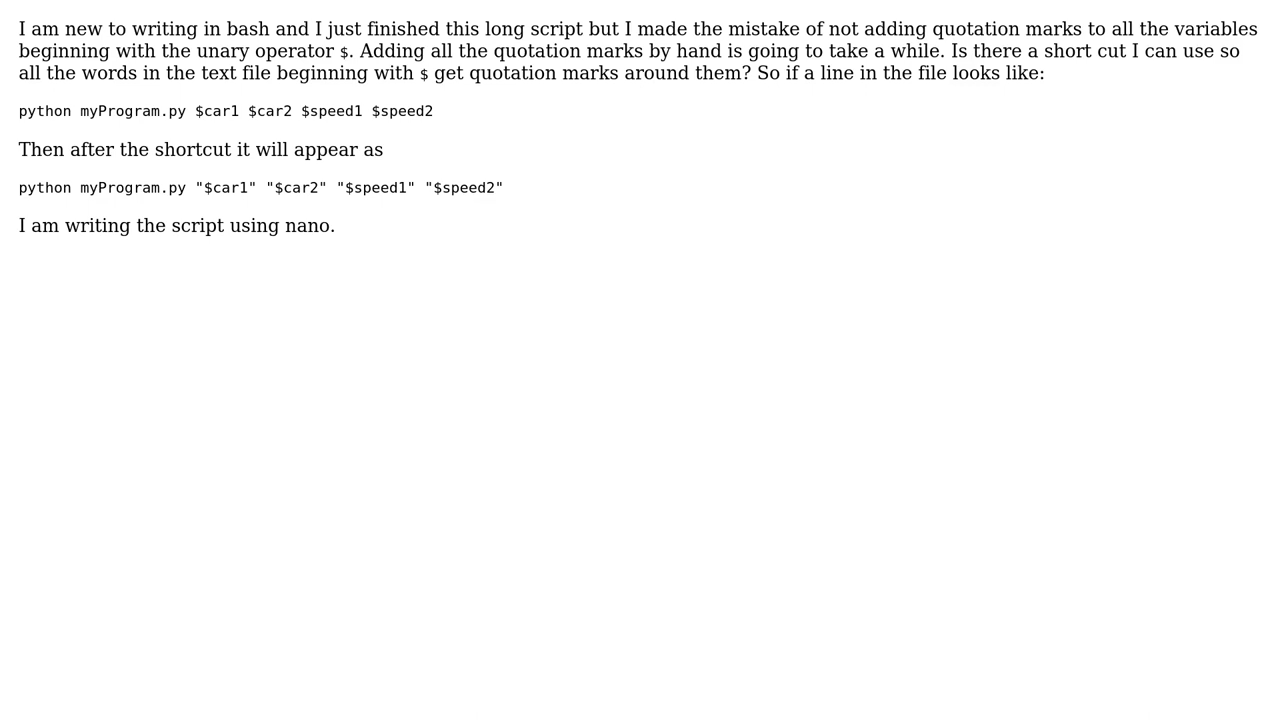 I am new to writing in bash and I just finished this long script but I made the mistake of not adding quotation marks to all the variables
beginning with the unary operator $. Adding all the quotation marks by hand is going to take a while. Is there a short cut I can use so
all the words in the text file beginning with $ get quotation marks around them? So if a line in the file looks like:
python myProgram.py $car1 $car2 $speed1 $speed2
Then after the shortcut it will appear as
python myProgram.py "$car1" "$car2" "$speed1" "$speed2"
I am writing the script using nano.